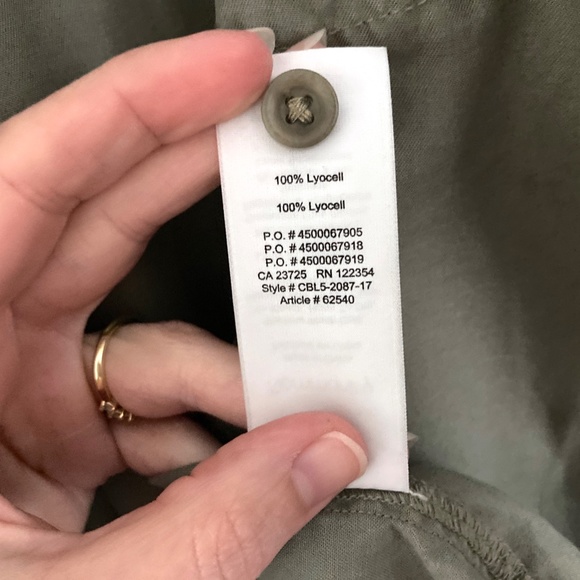 100% Lyocell
100% Lyocell
P.O. # 4500067905
P.O. # 4500067918
P.O. # 4500067919
CA 23725 RN 122354
Style # CBL5-2087-17
Article # 62540